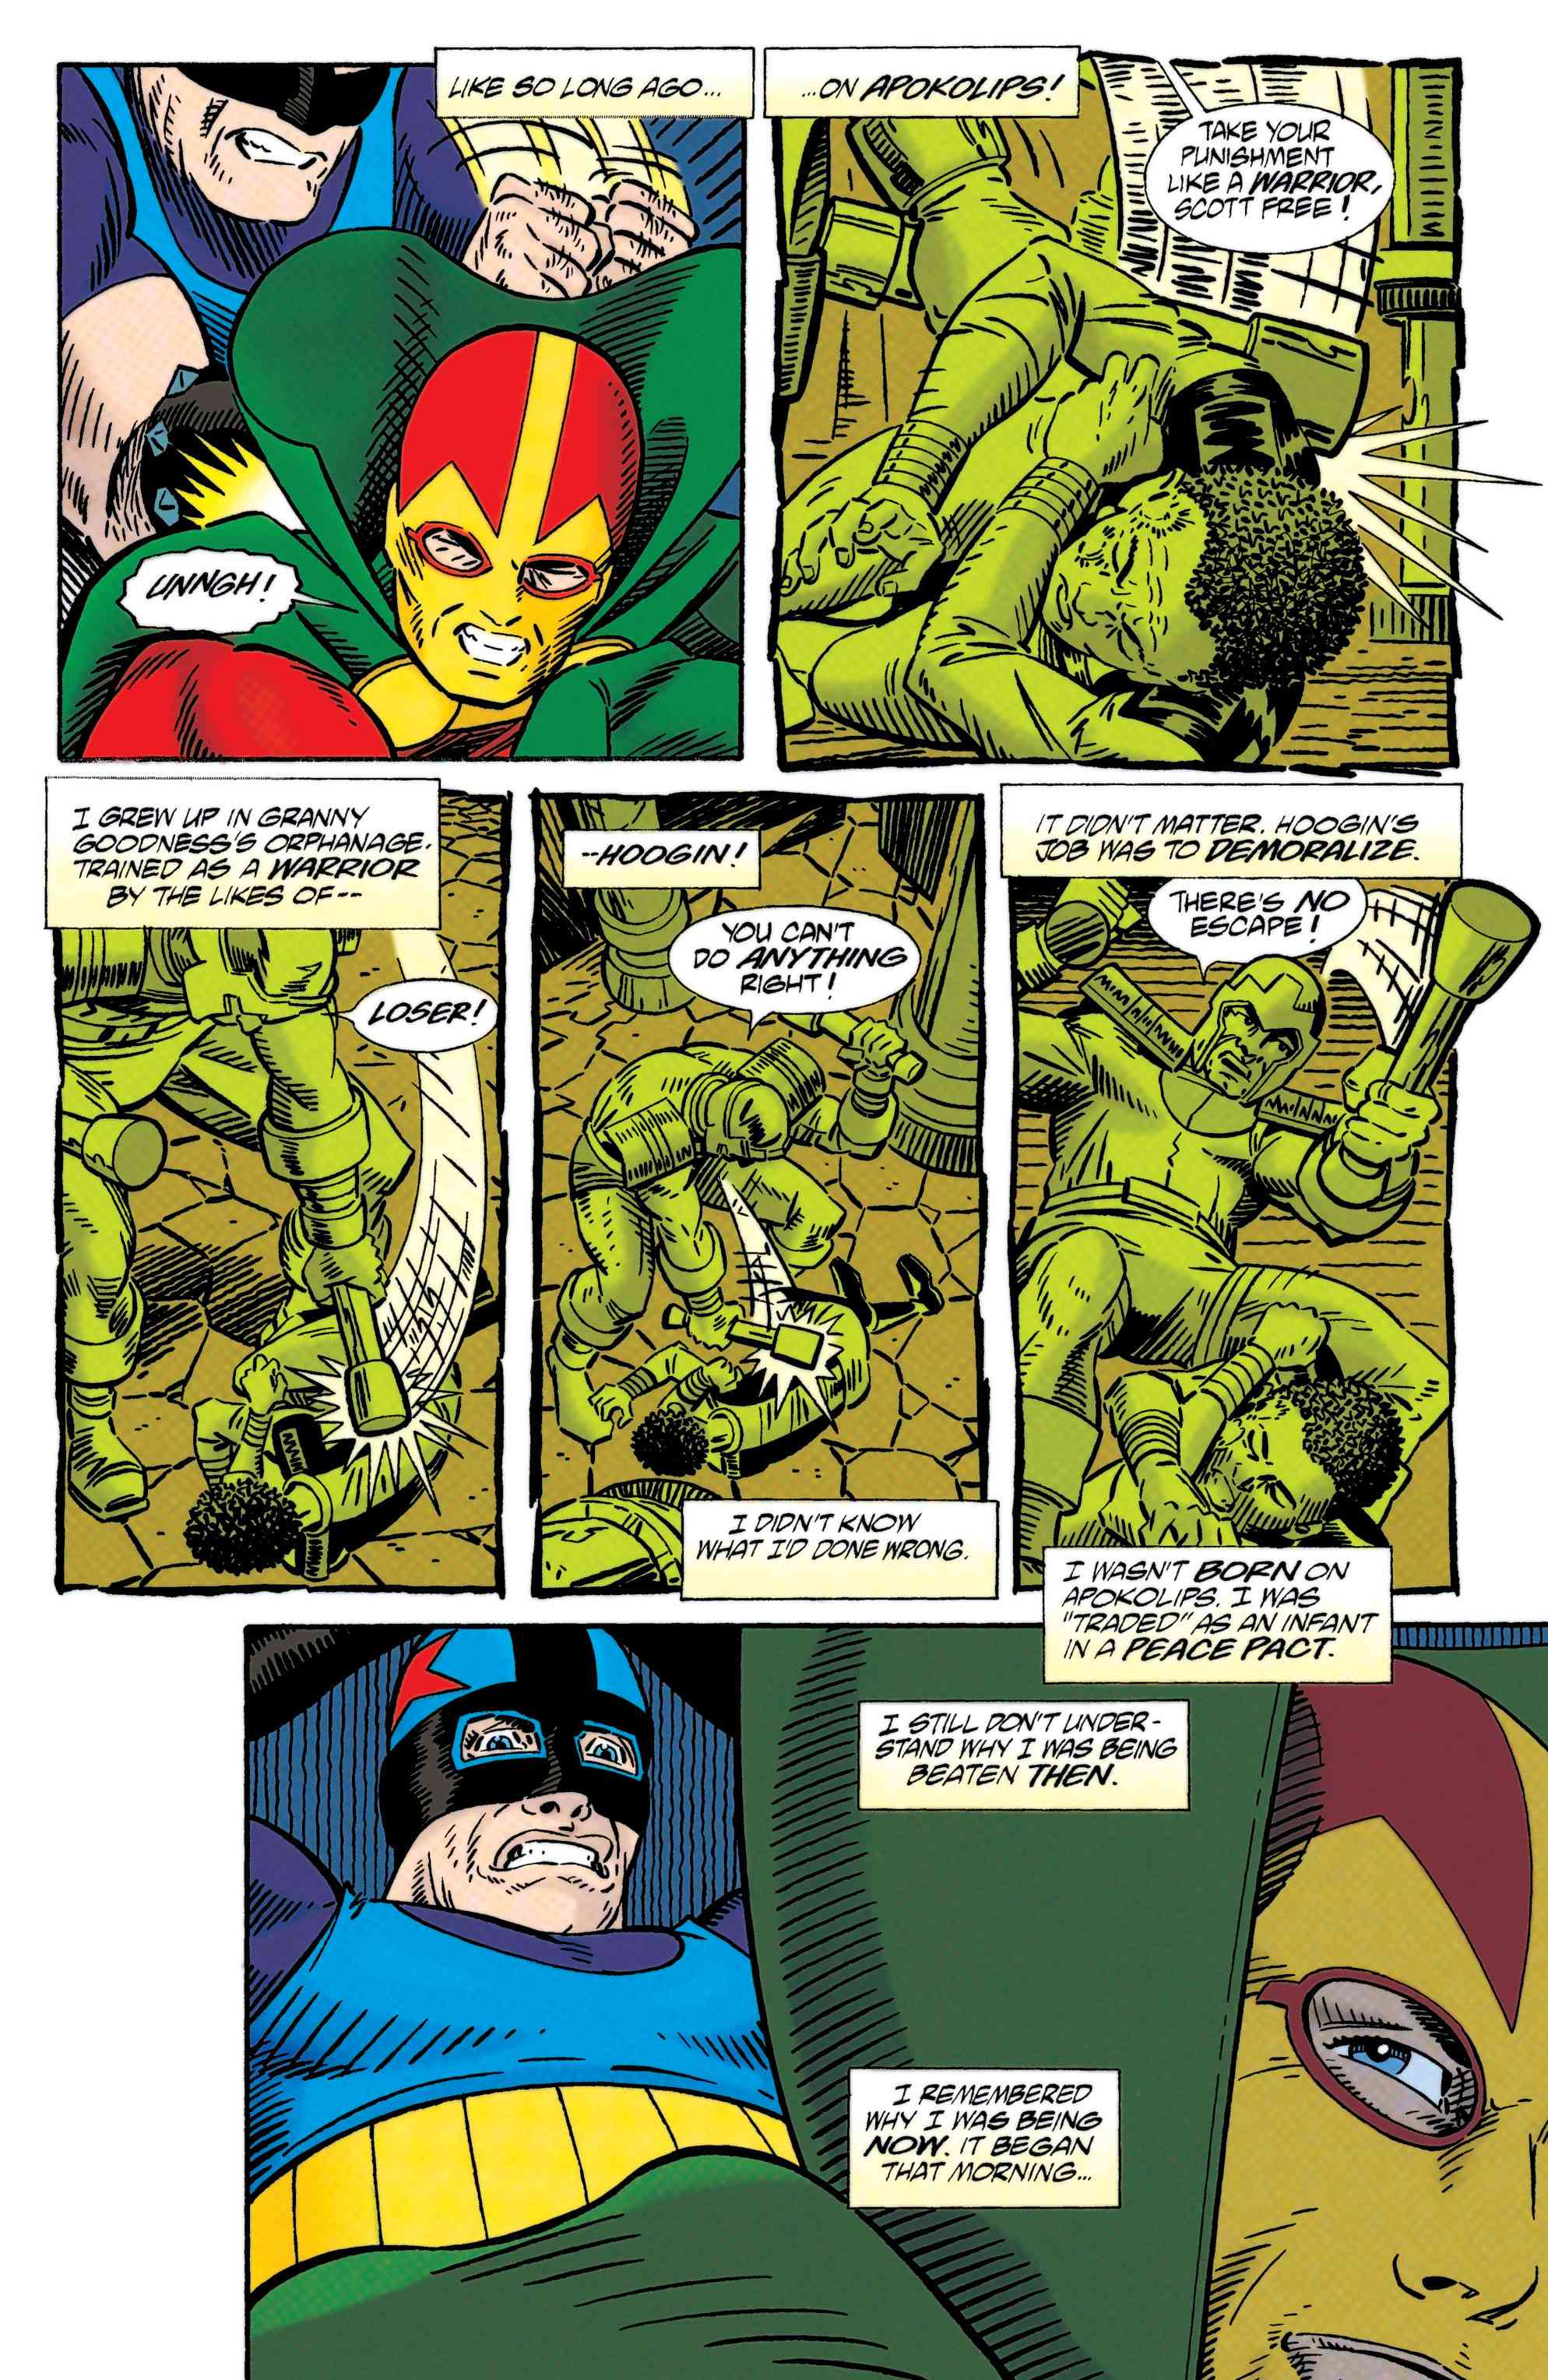 LIKE SO LONG AGO...
...ON APOKOLIPS!
TAKE YOUR
PUNISHMENT
LIKE A WARRIOR,
SCOTT FREE!
UNNGH!
I GREW UP IN GRANNY
GOODNESS'S ORPHANAGE.
TRAINED AS A WARRIOR
BY THE LIKES OF--
LOSER!
--HOOGIN!
YOU CAN'T
DO ANYTHING
RIGHT!
I DIDN'T KNOW
WHAT I'D DONE WRONG.
IT DIDN'T MATTER. HOOGIN'S
JOB WAS TO DEMORALIZE.
THERE'S NO
ESCAPE!
I WASN'T BORN ON
APOKOLIPS. I WAS
"TRADED" AS AN INFANT
IN A PEACE PACT.
I STILL DON'T UNDER-
STAND WHY I WAS BEING
BEATEN THEN.
I REMEMBERED
WHY I WAS BEING
NOW. IT BEGAN
THAT MORNING...